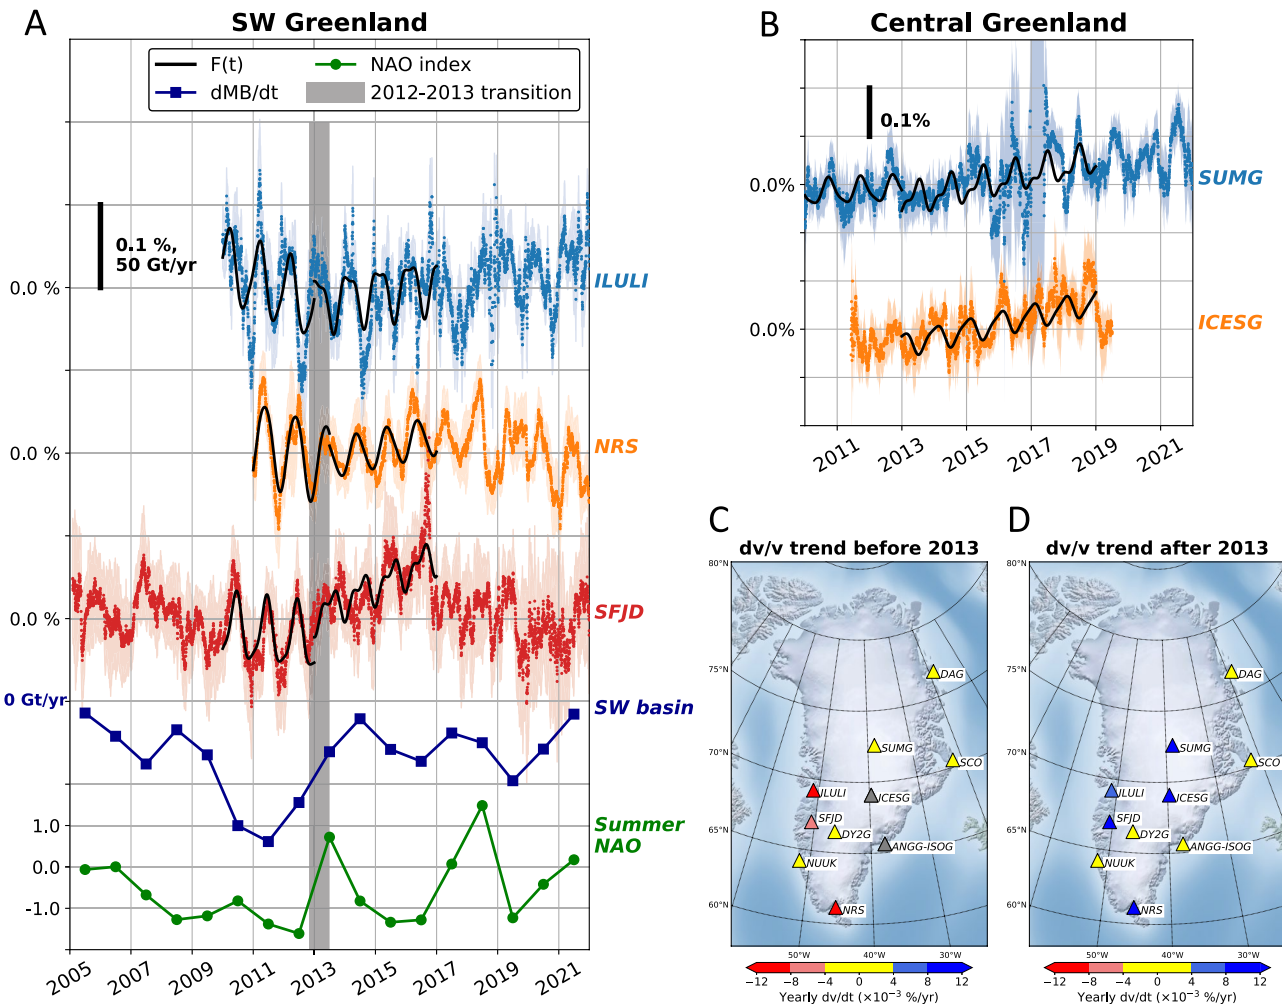 A
SW Greenland
F(t)
dMB/dt
NAO index
2012-2013 transition
0.1 %,
50 Gt/yr
0.0 %
ILULI
0.0 %
NRS
0.0 %
SFJD
0 Gt/yr
SW basin
1.0
0.0
-1.0
Summer
NAO
2005
2007
2009
2011
2013
2015
2017
2019
2021
B
Central Greenland
0.1%
0.0%
SUMG
0.0%
ICESG
2011
2013
2015
2017
2019
2021
C
dv/v trend before 2013
80°N
75°N
70°N
65°N
60°N
DAG
SUMG
SCO
ILULI
ICESG
SFJD
DY2G
ANGG-ISOG
NUUK
NRS
50°W
30°W
−12
−8
−4
0
4
8
12
Yearly dv/dt (×10⁻³ %/yr)
D
dv/v trend after 2013
80°N
75°N
70°N
65°N
60°N
DAG
SUMG
SCO
ILULI
ICESG
SFJD
DY2G
ANGG-ISOG
NUUK
NRS
50°W
30°W
−12
−8
−4
0
4
8
12
Yearly dv/dt (×10⁻³ %/yr)